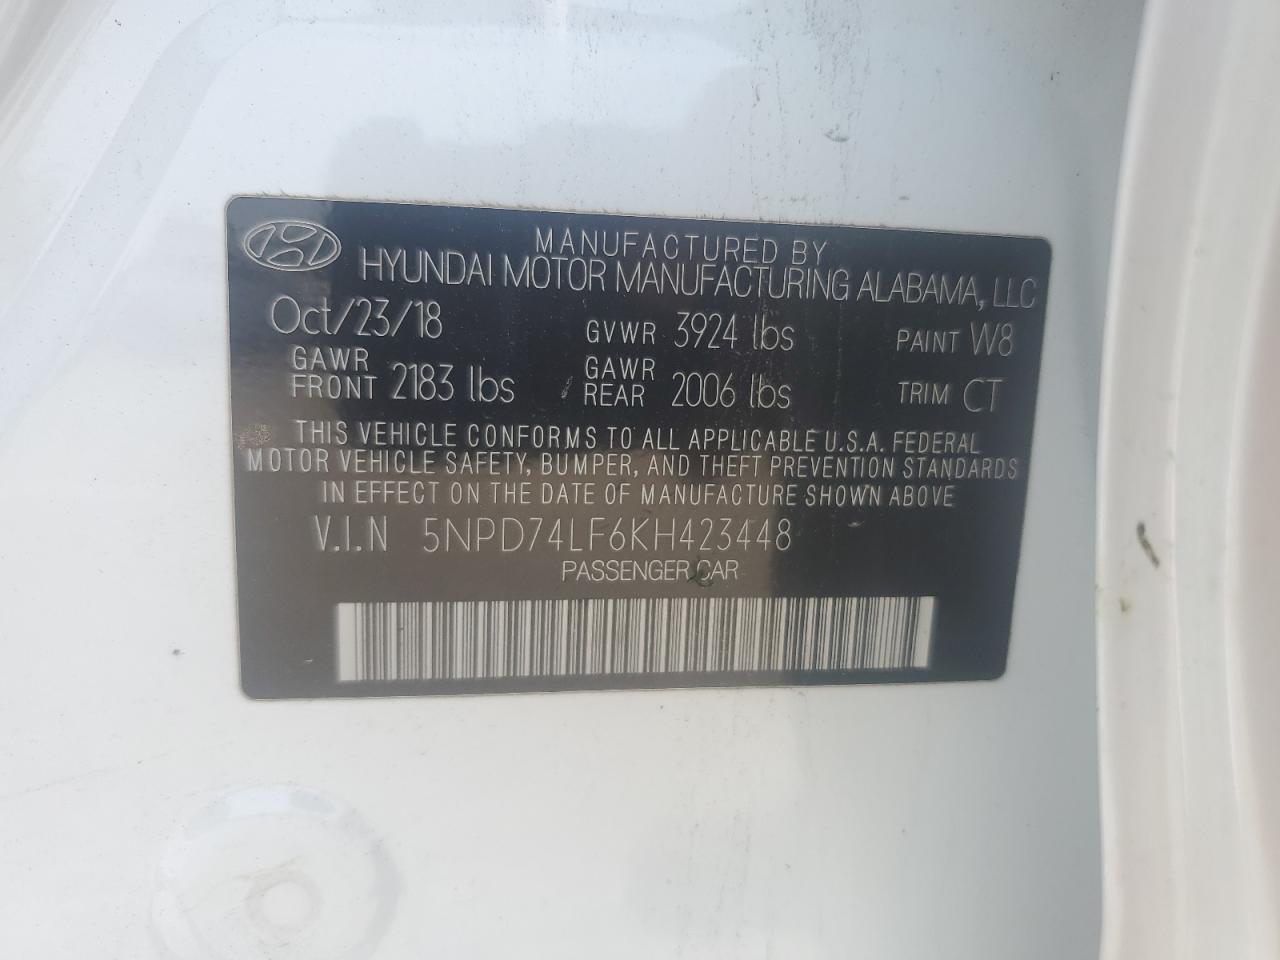 MANUFACTURED BY
HYUNDAI MOTOR MANUFACTURING ALABAMA, LLC
Oct/23/18 GVWR 3924 lbs PAINT W8
GAWR FRONT 2183 lbs GAWR REAR 2006 lbs TRIM CT
THIS VEHICLE CONFORMS TO ALL APPLICABLE U.S.A. FEDERAL
MOTOR VEHICLE SAFETY, BUMPER, AND THEFT PREVENTION STANDARDS
IN EFFECT ON THE DATE OF MANUFACTURE SHOWN ABOVE
V.I.N 5NPD74LF6KH423448
PASSENGER CAR